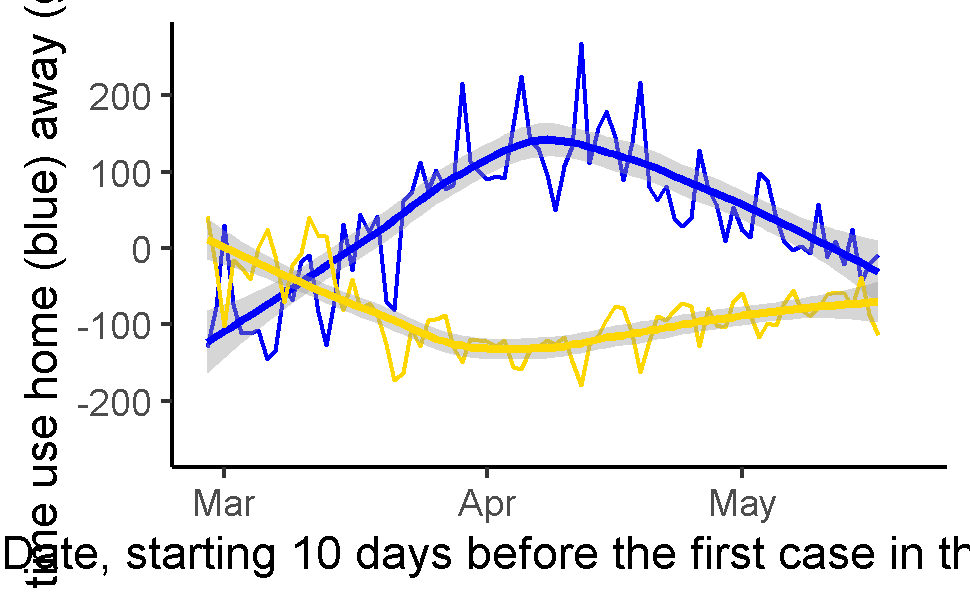 time use home (blue) away (
200
100
0
-100
-200
Mar Apr May
Date, starting 10 days before the first case in th